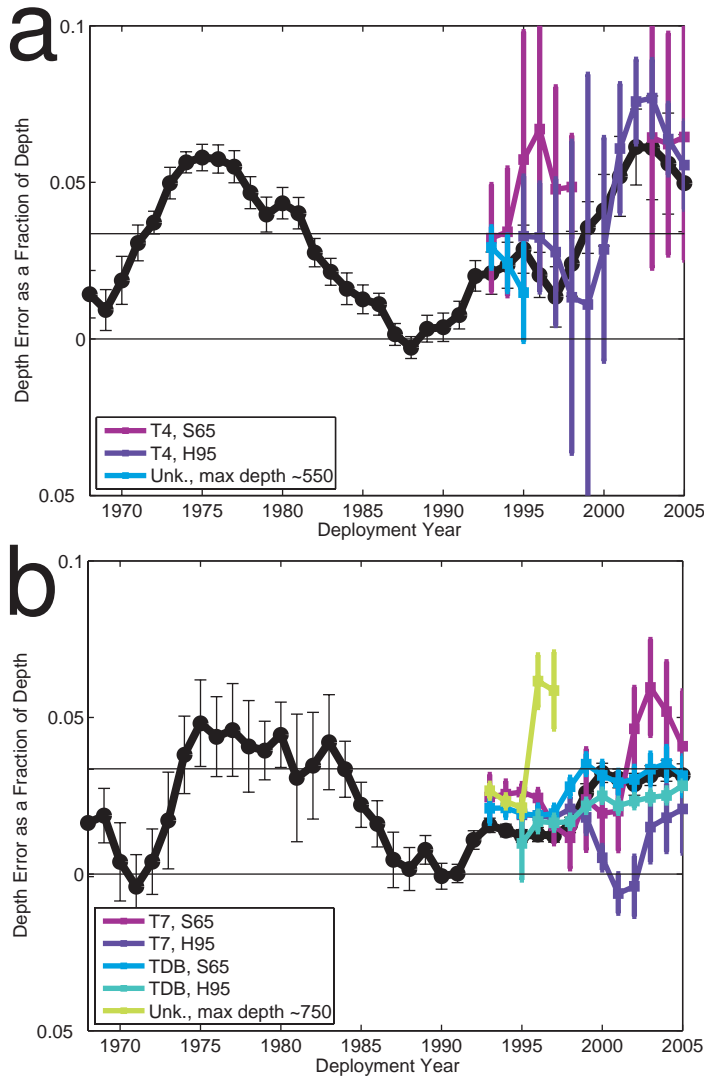 a
0.1
0.05
0
0.05
Depth Error as a Fraction of Depth
T4, S65
T4, H95
Unk., max depth ~550
1970 1975 1980 1985 1990 1995 2000 2005
Deployment Year
b
0.1
0.05
0
0.05
Depth Error as a Fraction of Depth
T7, S65
T7, H95
TDB, S65
TDB, H95
Unk., max depth ~750
1970 1975 1980 1985 1990 1995 2000 2005
Deployment Year